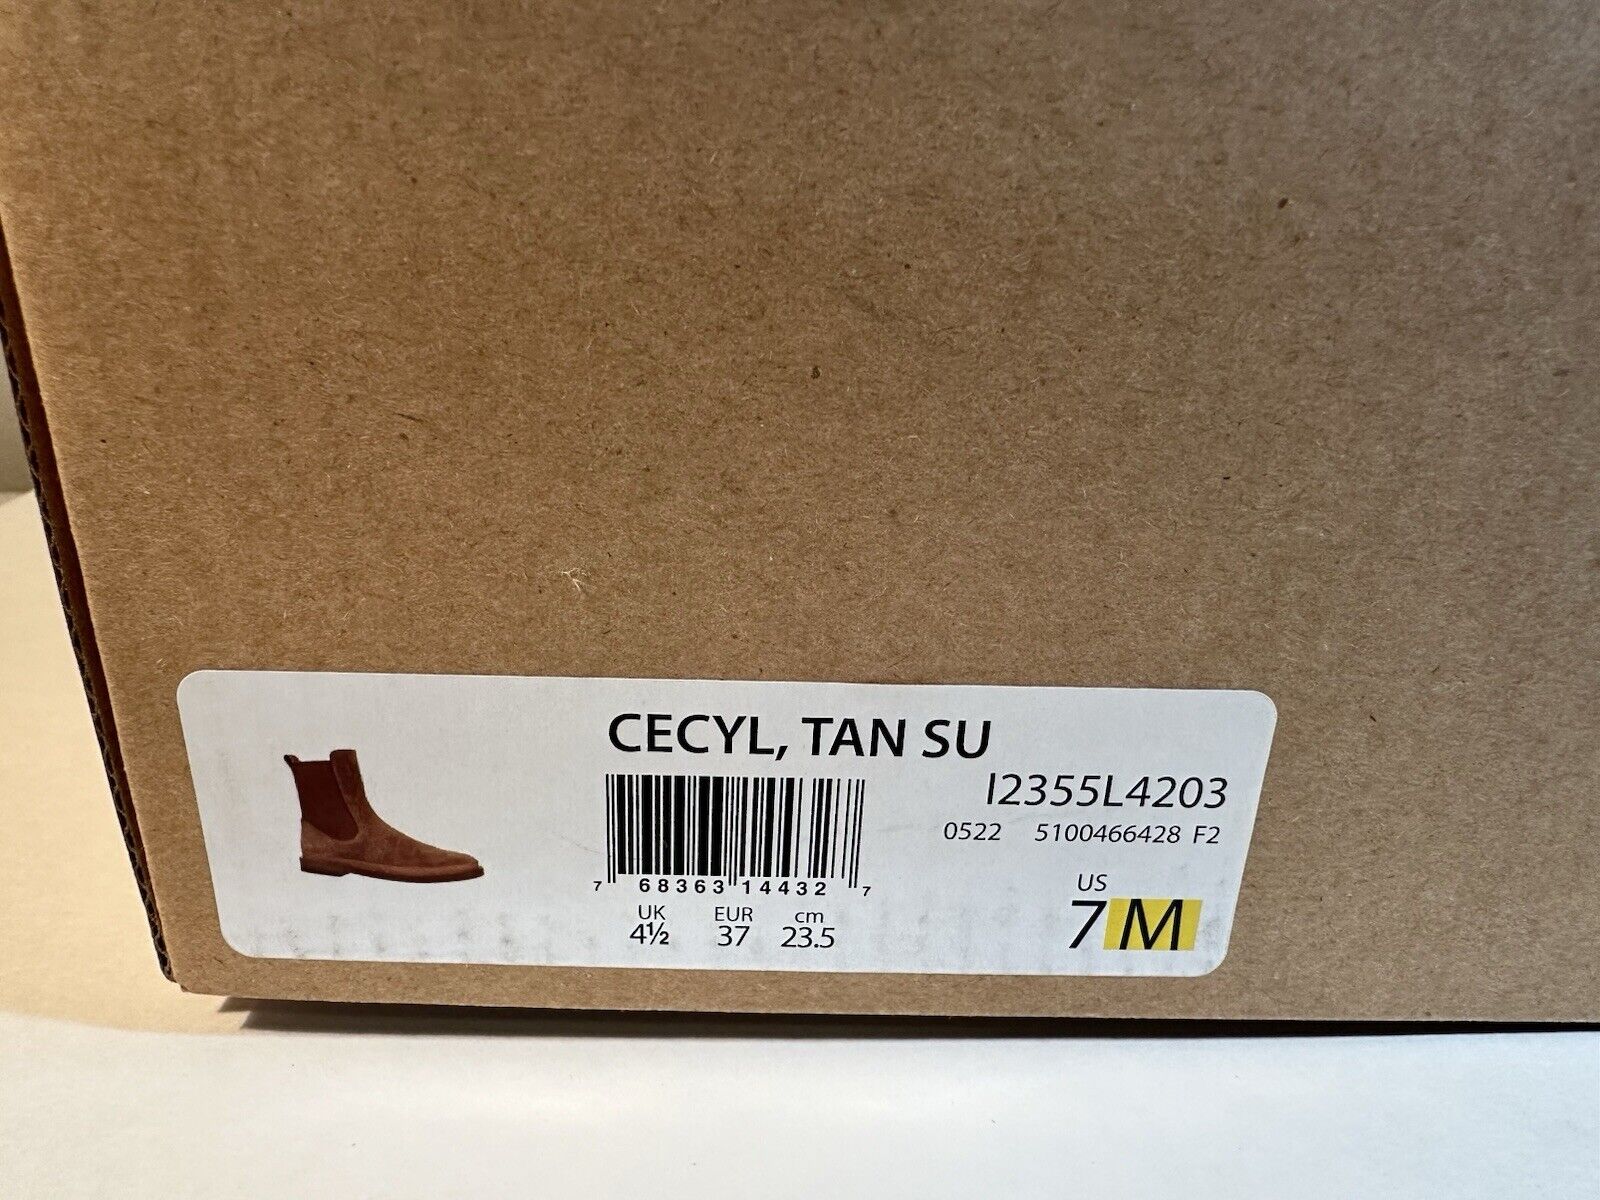 CECYL, TAN SU
I2355L4203
0522 5100466428 F2
7 68363 14432 7
UK EUR cm
4½ 37 23.5
US
7 M